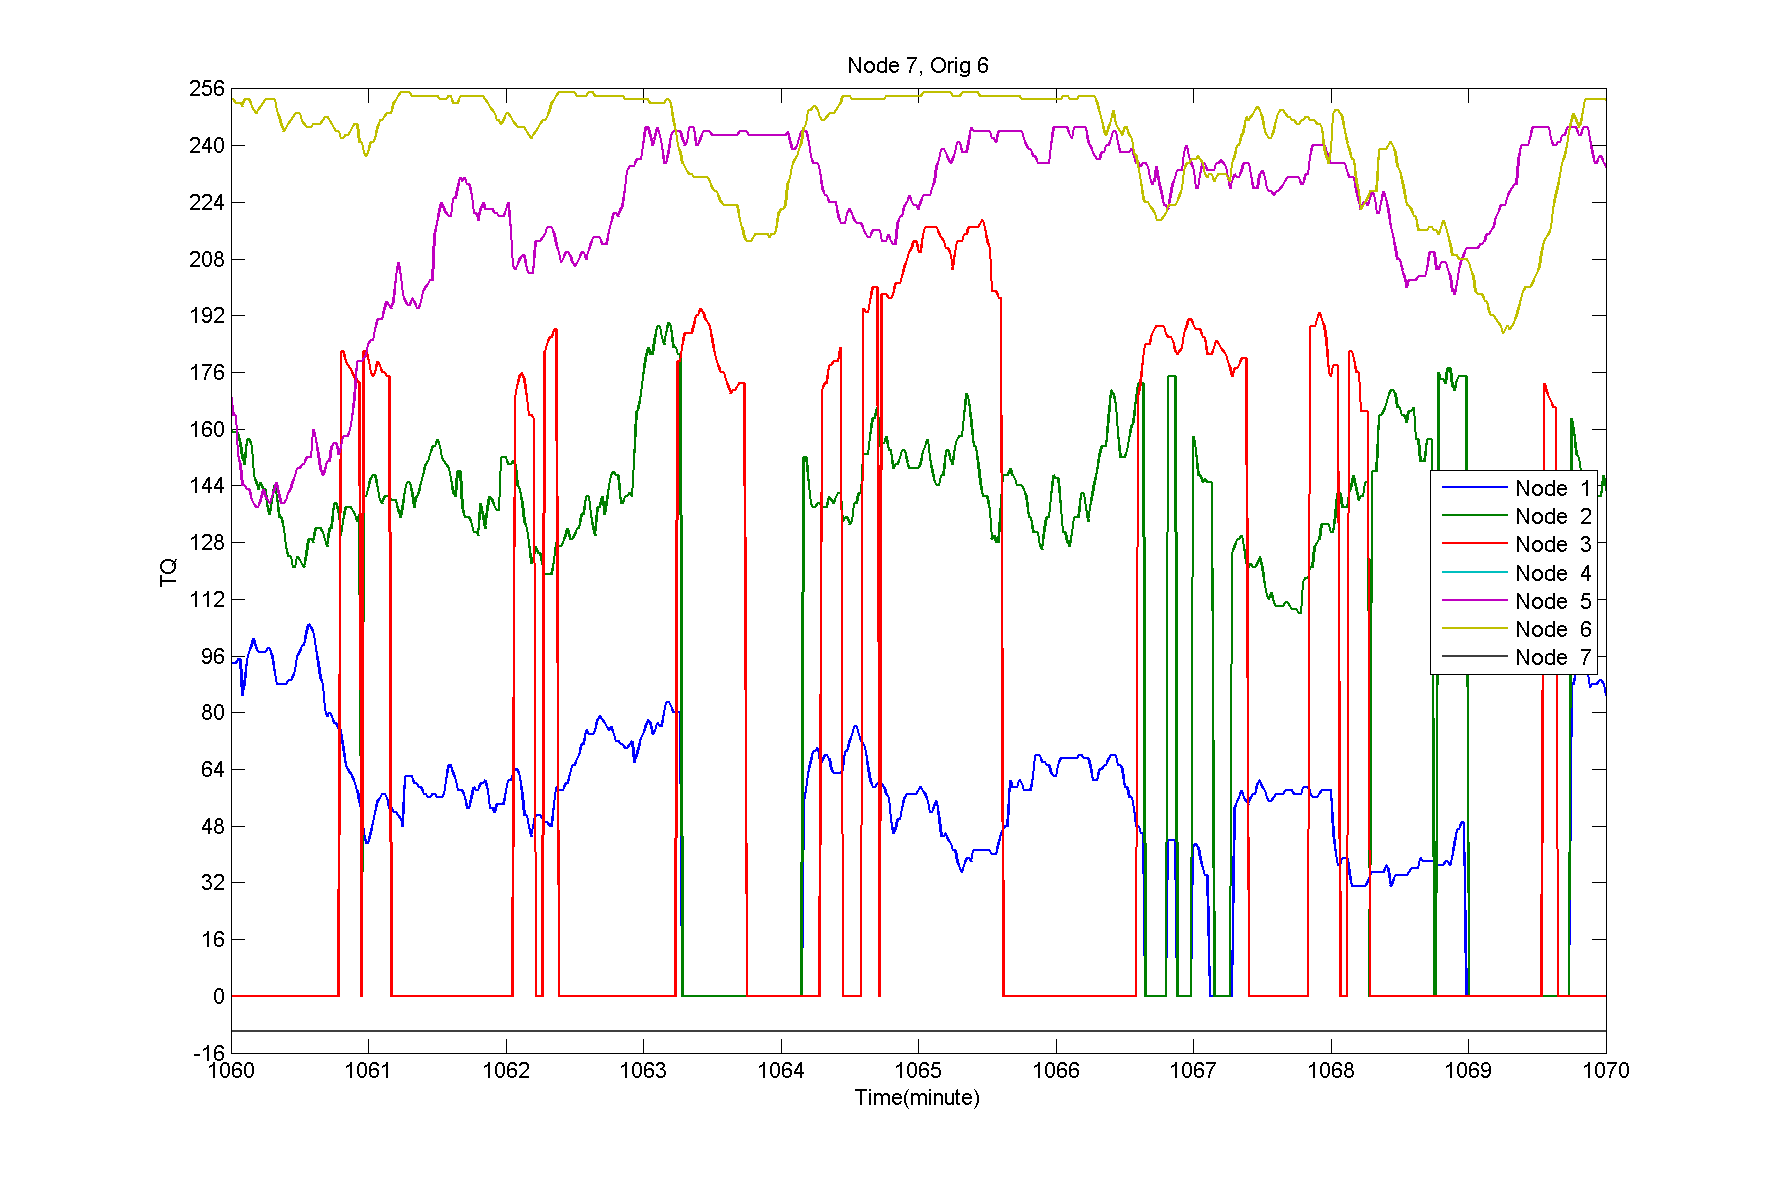 Node 7, Orig 6
256
240
224
208
192
176
160
144
128
112
96
80
64
48
32
16
0
-16
TQ
Node 1
Node 2
Node 3
Node 4
Node 5
Node 6
Node 7
1060 1061 1062 1063 1064 1065 1066 1067 1068 1069 1070
Time(minute)